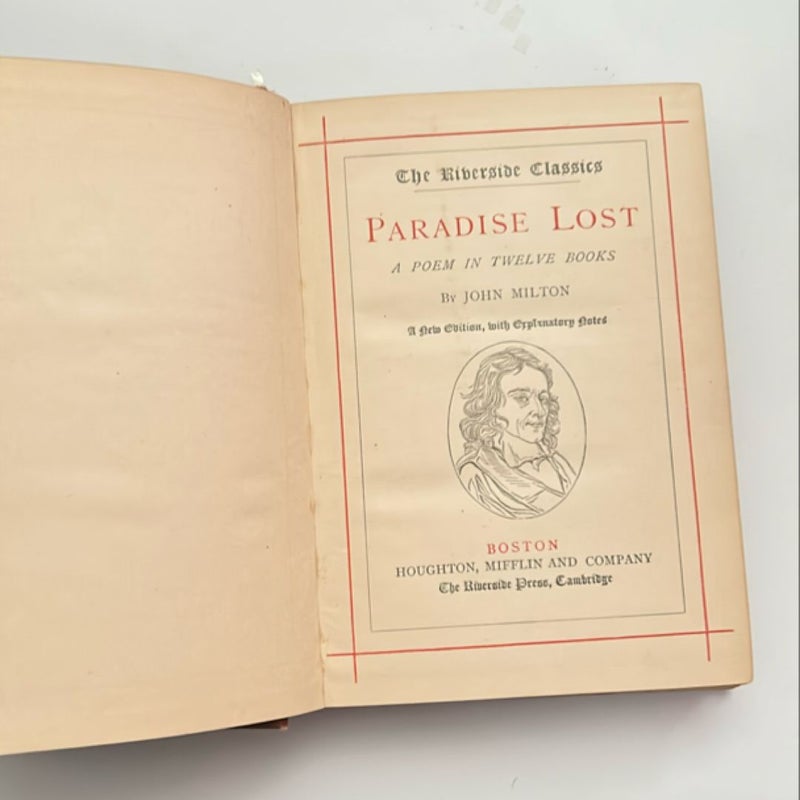 The Riverside Classics
PARADISE LOST
A POEM IN TWELVE BOOKS
By JOHN MILTON
A New Edition, with Explanatory Notes
BOSTON
HOUGHTON, MIFFLIN AND COMPANY
The Riverside Press, Cambridge